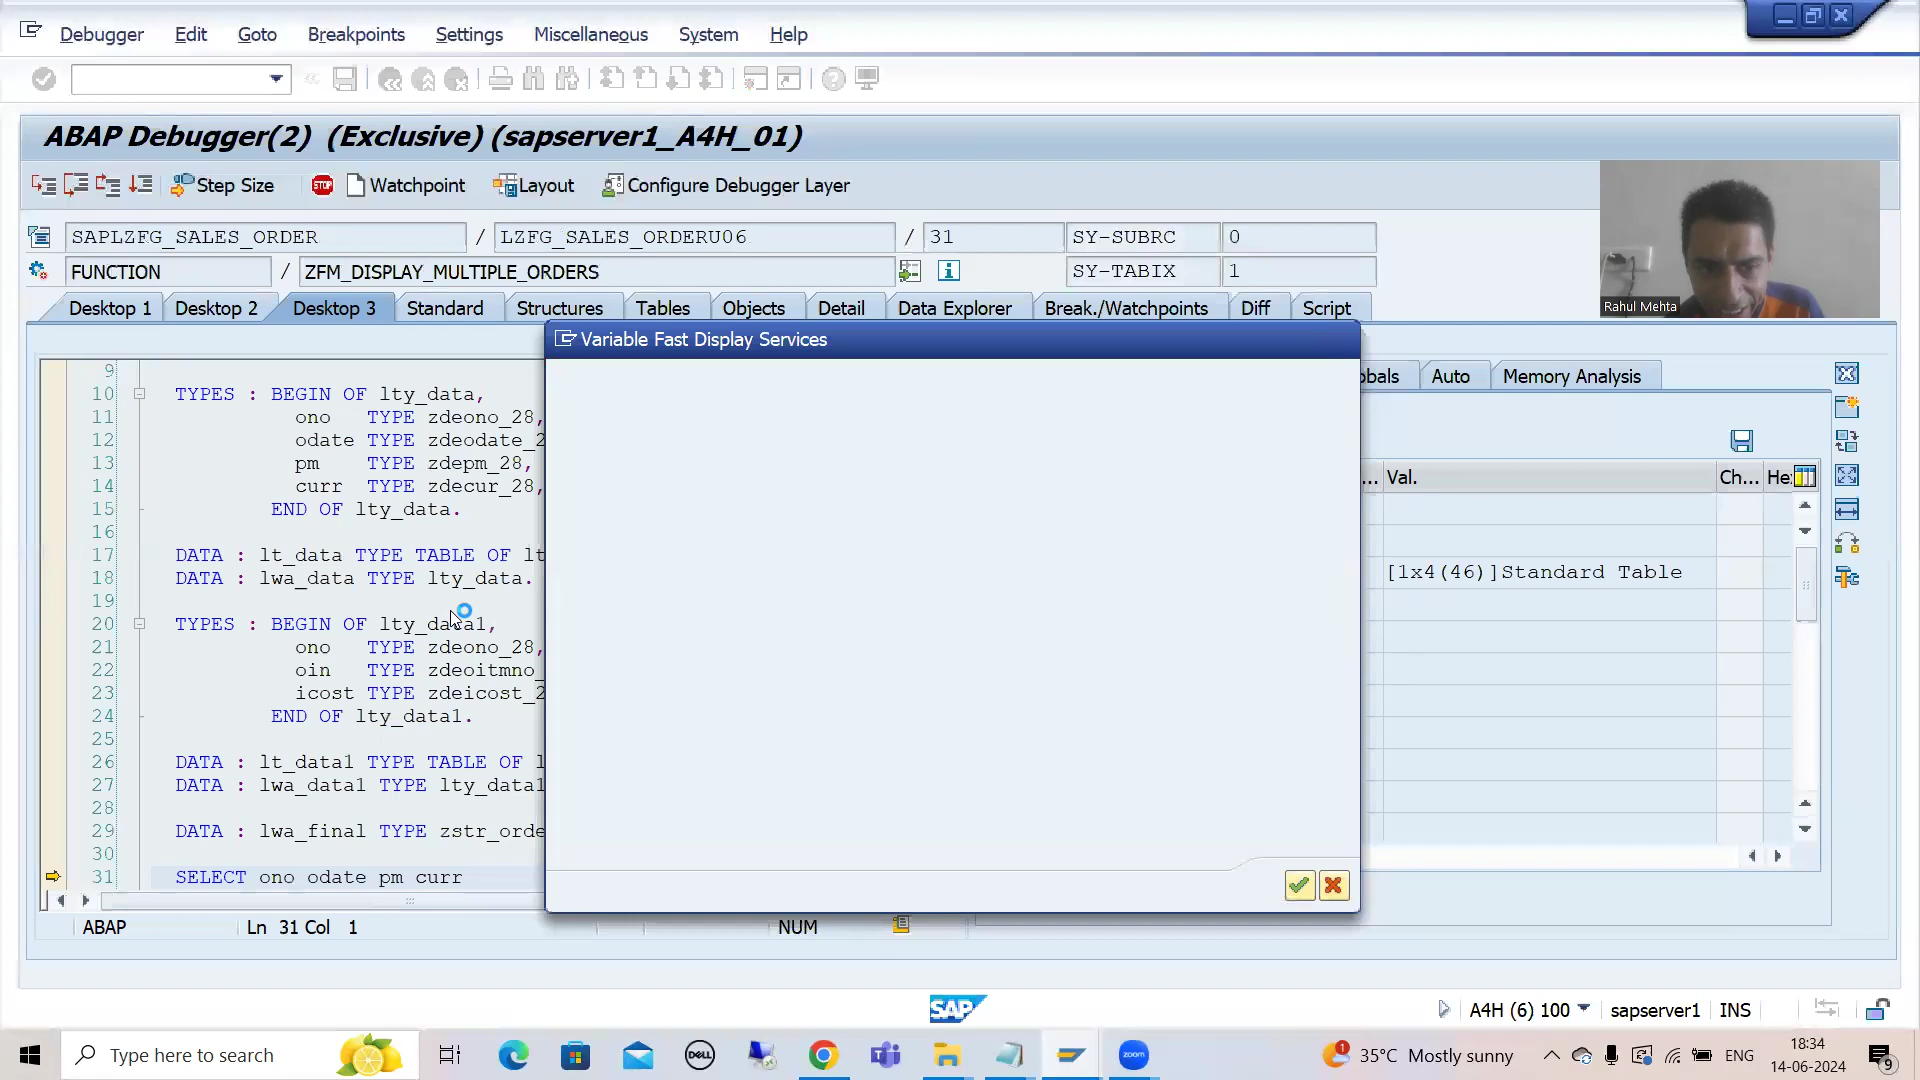 Debugger Edit Goto Breakpoints Settings Miscellaneous System Help
ABAP Debugger(2) (Exclusive) (sapserver1_A4H_01)
Step Size STOP Watchpoint Layout Configure Debugger Layer
SAPLZFG_SALES_ORDER / LZFG_SALES_ORDERU06 / 31 SY-SUBRC 0
FUNCTION / ZFM_DISPLAY_MULTIPLE_ORDERS SY-TABIX 1
Rahul Mehta
Desktop 1 Desktop 2 Desktop 3 Standard Structures Tables Objects Detail Data Explorer Break./Watchpoints Diff Script
Variable Fast Display Services
obals Auto Memory Analysis
... Val. Ch... He
[1x4(46)]Standard Table
9
10 TYPES : BEGIN OF lty_data,
11 ono TYPE zdeono_28,
12 odate TYPE zdeodate_2
13 pm TYPE zdepm_28,
14 curr TYPE zdecur_28,
15 END OF lty_data.
16
17 DATA : lt_data TYPE TABLE OF lt
18 DATA : lwa_data TYPE lty_data.
19
20 TYPES : BEGIN OF lty_data1,
21 ono TYPE zdeono_28,
22 oin TYPE zdeoitmno_
23 icost TYPE zdeicost_2
24 END OF lty_data1.
25
26 DATA : lt_data1 TYPE TABLE OF l
27 DATA : lwa_data1 TYPE lty_data1
28
29 DATA : lwa_final TYPE zstr_orde
30
31 SELECT ono odate pm curr
ABAP Ln 31 Col 1 NUM
SAP A4H (6) 100 sapserver1 INS
Type here to search DELL zoom 1 35°C Mostly sunny ENG 18:34
14-06-2024 9